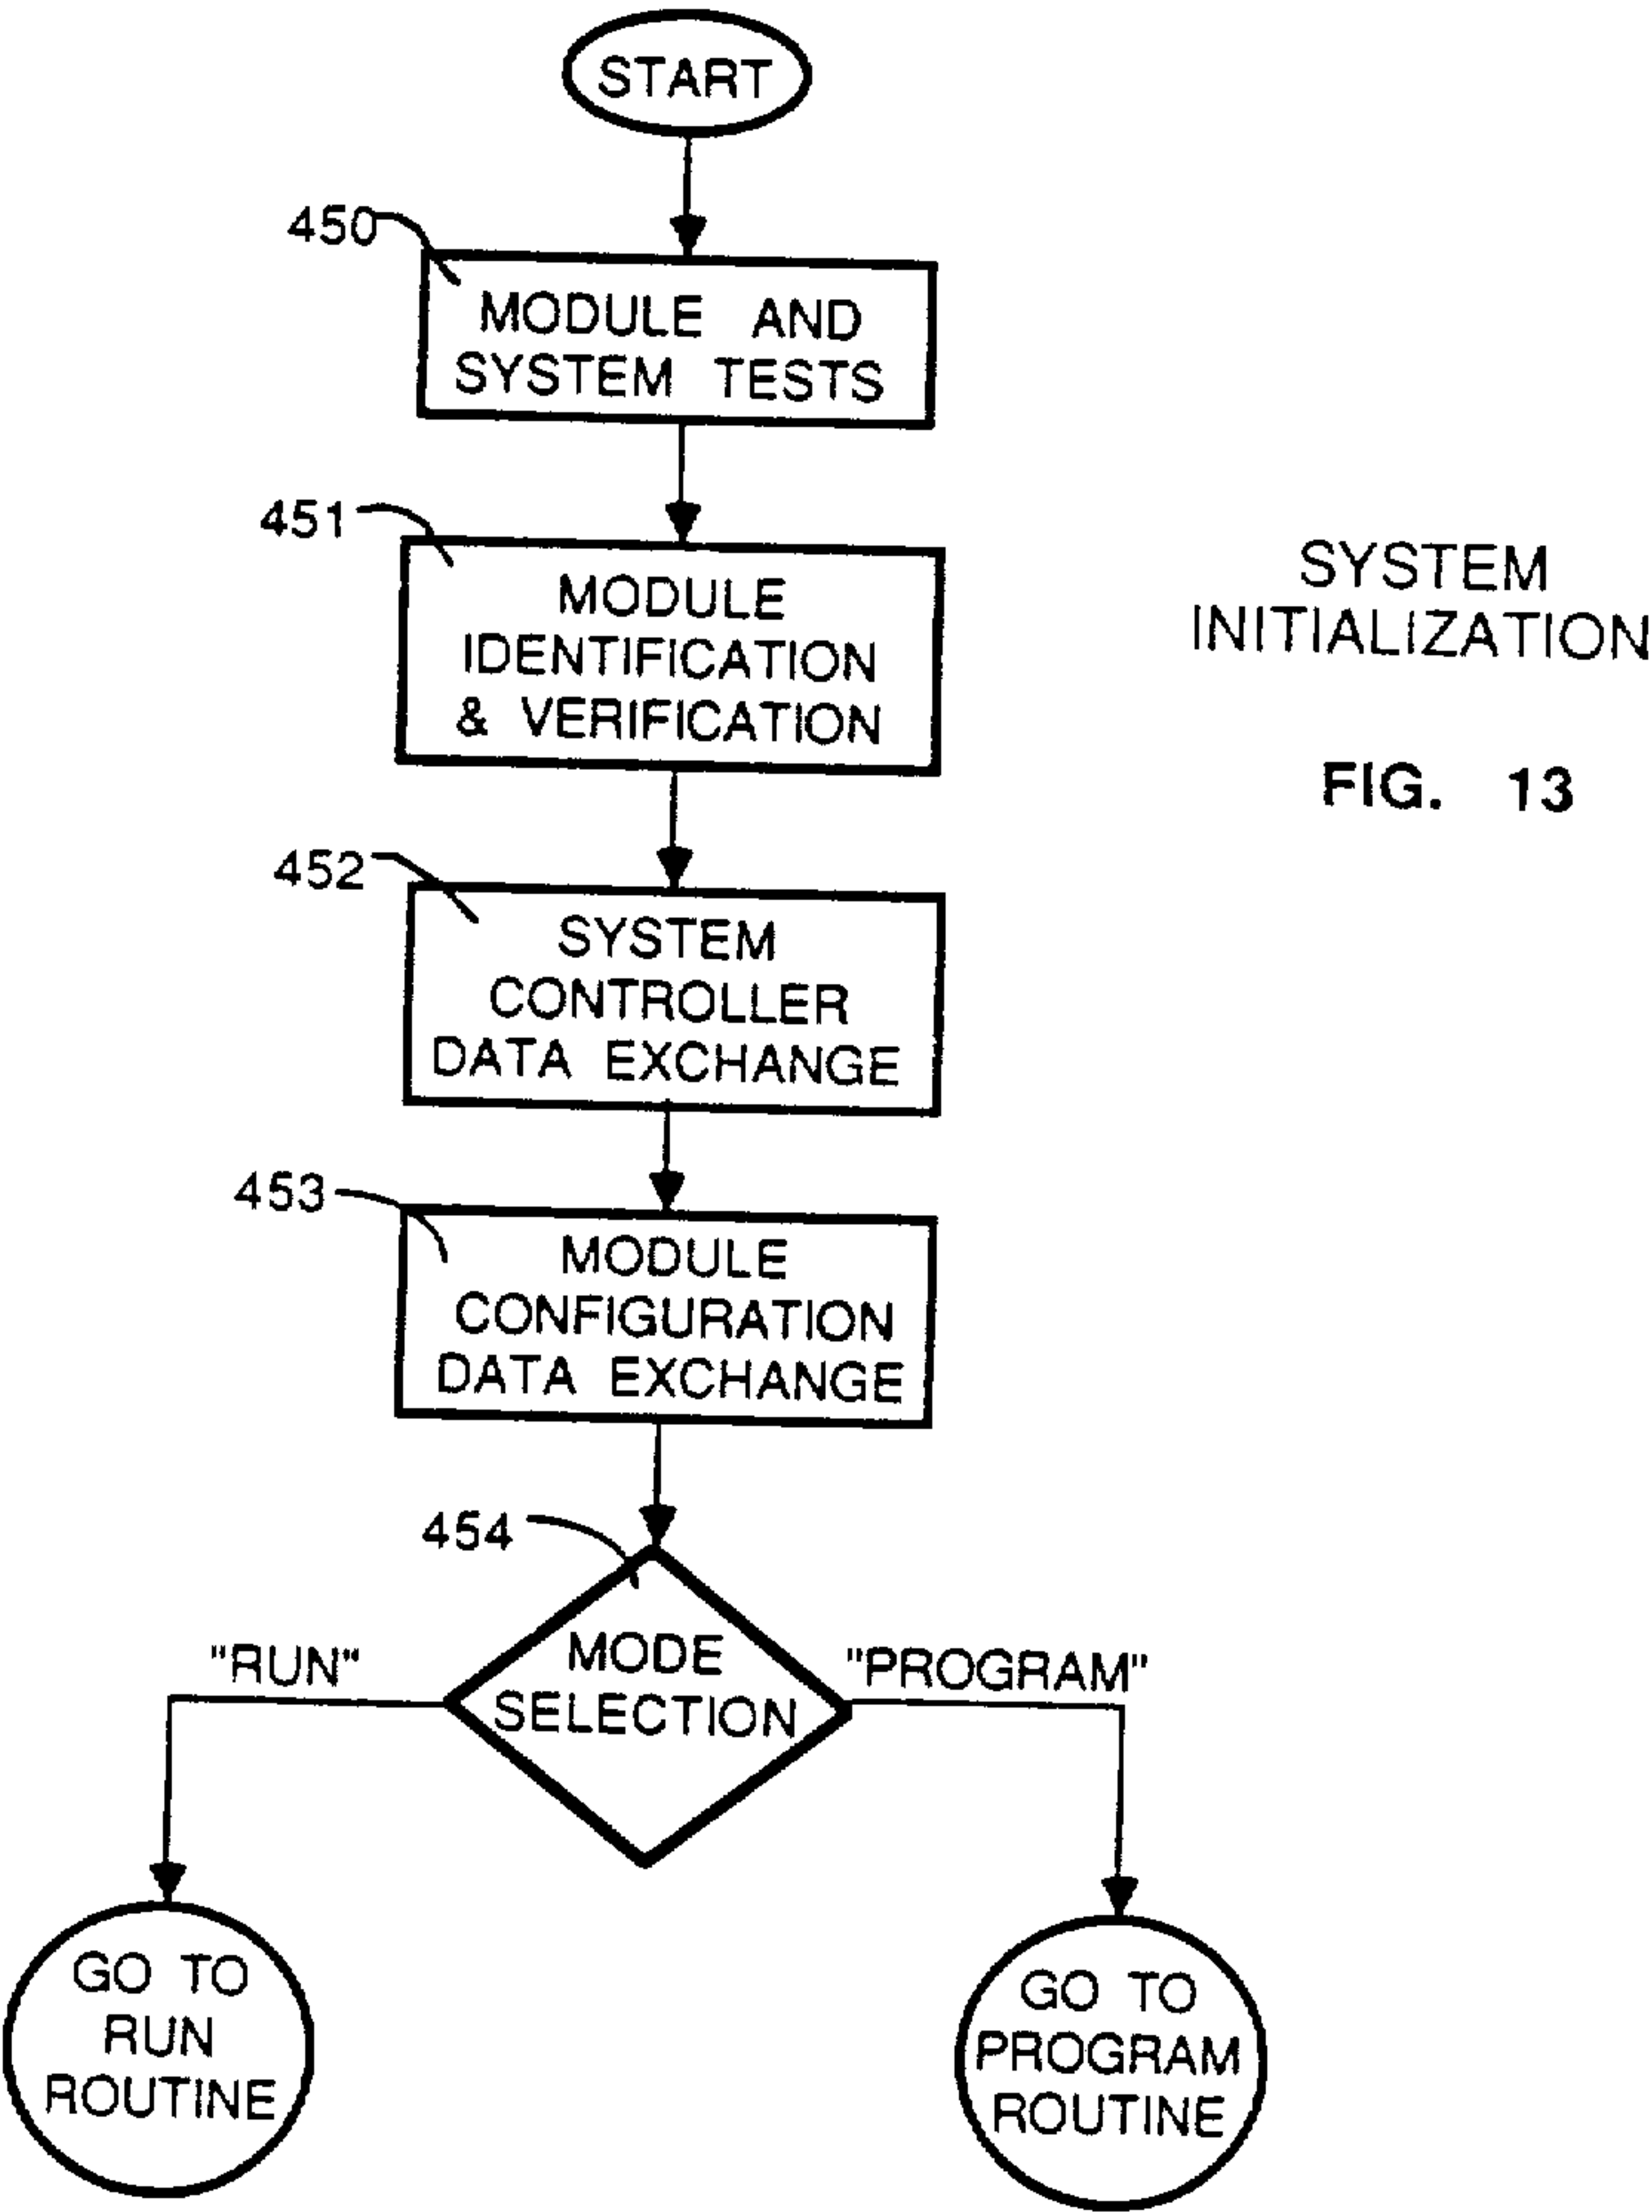 START
450
MODULE AND
SYSTEM TESTS
451
MODULE
IDENTIFICATION
& VERIFICATION
SYSTEM
INITIALIZATION
FIG. 13
452
SYSTEM
CONTROLLER
DATA EXCHANGE
453
MODULE
CONFIGURATION
DATA EXCHANGE
454
MODE
SELECTION
"RUN"
"PROGRAM"
GO TO
RUN
ROUTINE
GO TO
PROGRAM
ROUTINE